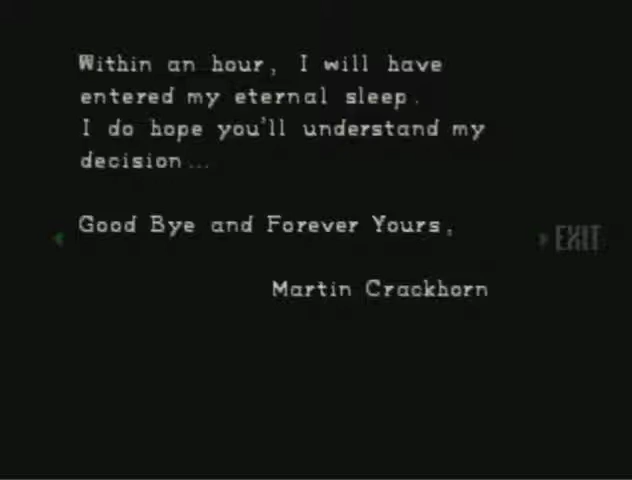 Within an hour, I will have
entered my eternal sleep.
I do hope you'll understand my
decision...
Good Bye and Forever Yours,
EXIT
Martin Crackhorn